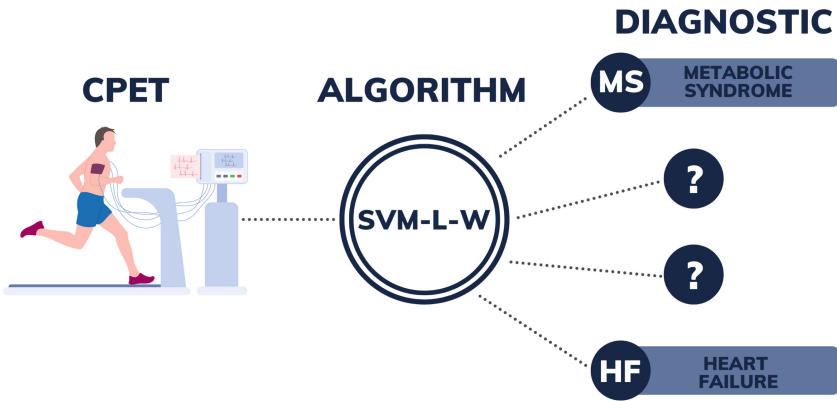 DIAGNOSTIC
CPET
ALGORITHM
MS
METABOLIC
SYNDROME
?
SVM-L-W
?
HF
HEART
FAILURE